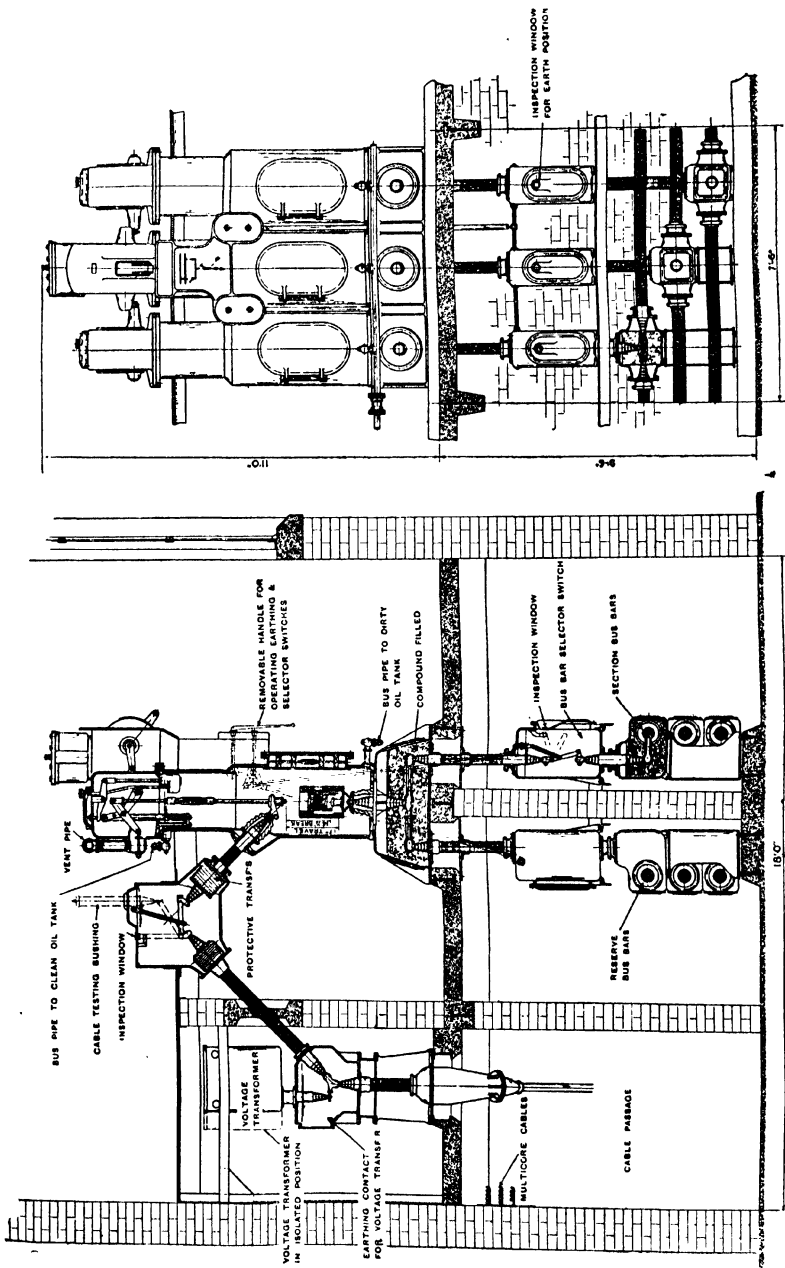 INSPECTION WINDOW
FOR EARTH POSITION
11'0"
9'-6"
7'-6"
BUS PIPE TO CLEAN OIL TANK
CABLE TESTING BUSHING
INSPECTION WINDOW
VENT PIPE
PROTECTIVE TRANSF'S
REMOVABLE HANDLE FOR
OPERATING EARTHING &
SELECTOR SWITCHES
BUS PIPE TO DIRTY
OIL TANK
COMPOUND FILLED
INSPECTION WINDOW
BUS BAR SELECTOR SWITCH
SECTION BUS BARS
RESERVE
BUS BARS
VOLTAGE
TRANSFORMER
VOLTAGE TRANSFORMER
IN ISOLATED POSITION
EARTHING CONTACT
FOR VOLTAGE TRANSF'R
MULTICORE CABLES
CABLE PASSAGE
18'0"